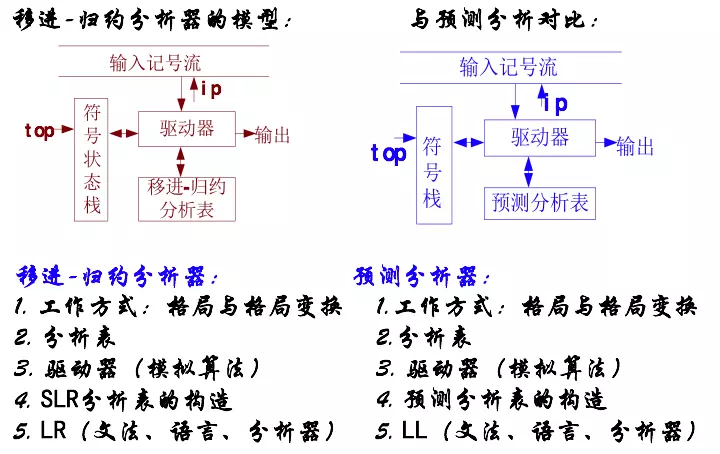 移进-归约分析器的模型：
输入记号流
ip
top
符号状态栈
驱动器
输出
移进-归约
分析表
与预测分析对比：
输入记号流
ip
top
符号栈
驱动器
输出
预测分析表
移进-归约分析器：
1. 工作方式：格局与格局变换
2. 分析表
3. 驱动器（模拟算法）
4. SLR分析表的构造
5. LR（文法、语言、分析器）
预测分析器：
1.工作方式：格局与格局变换
2.分析表
3. 驱动器（模拟算法）
4. 预测分析表的构造
5. LL（文法、语言、分析器）